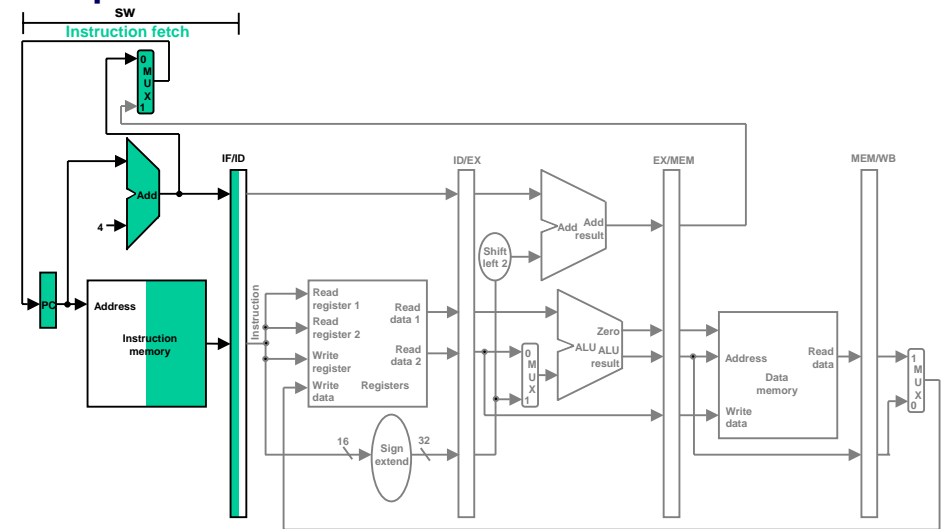 SW
Instruction fetch
0
M
U
X
1
IF/ID
ID/EX
EX/MEM
MEM/WB
Add
4
Add
Add
result
Shift
left 2
PC
Address
Instruction
memory
Instruction
Read
register 1
Read
register 2
Write
register
Write
data
Registers
Read
data 1
Read
data 2
0
M
U
X
1
Zero
ALU
ALU
result
Address
Write
data
Data
memory
Read
data
1
M
U
X
0
16
Sign
extend
32